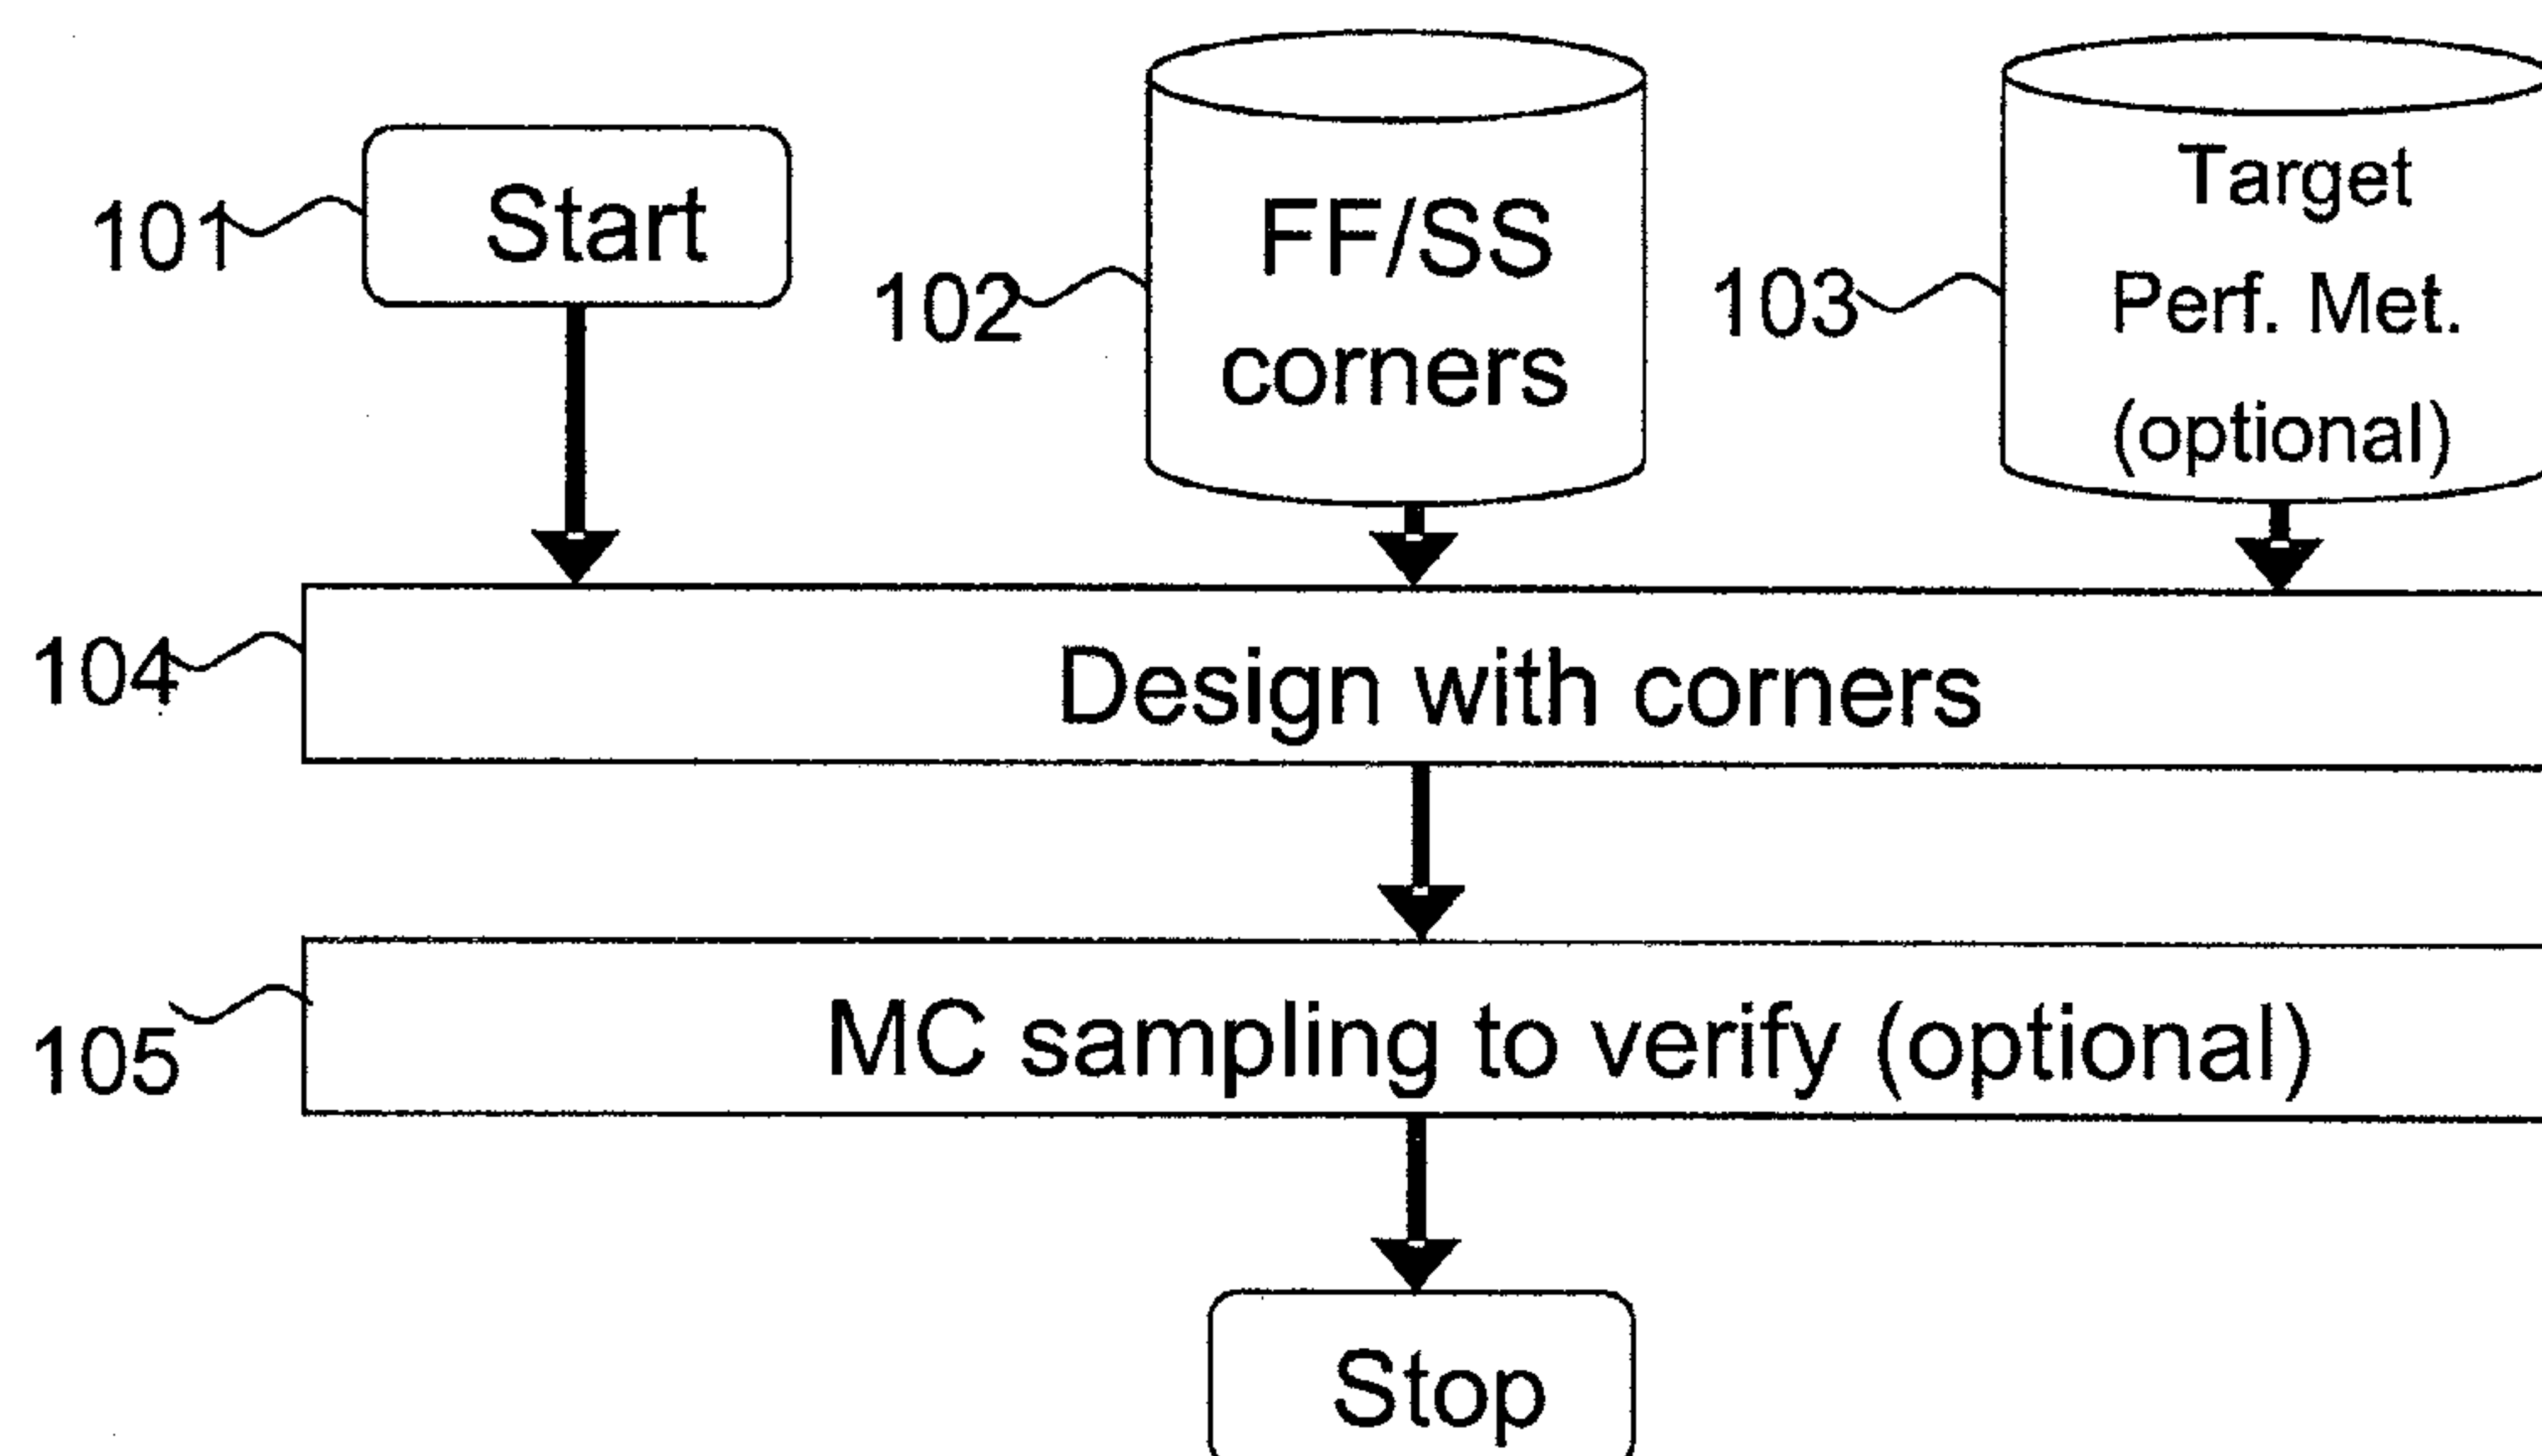 101
Start
102
FF/SS
corners
103
Target
Perf. Met.
(optional)
104
Design with corners
105
MC sampling to verify (optional)
Stop